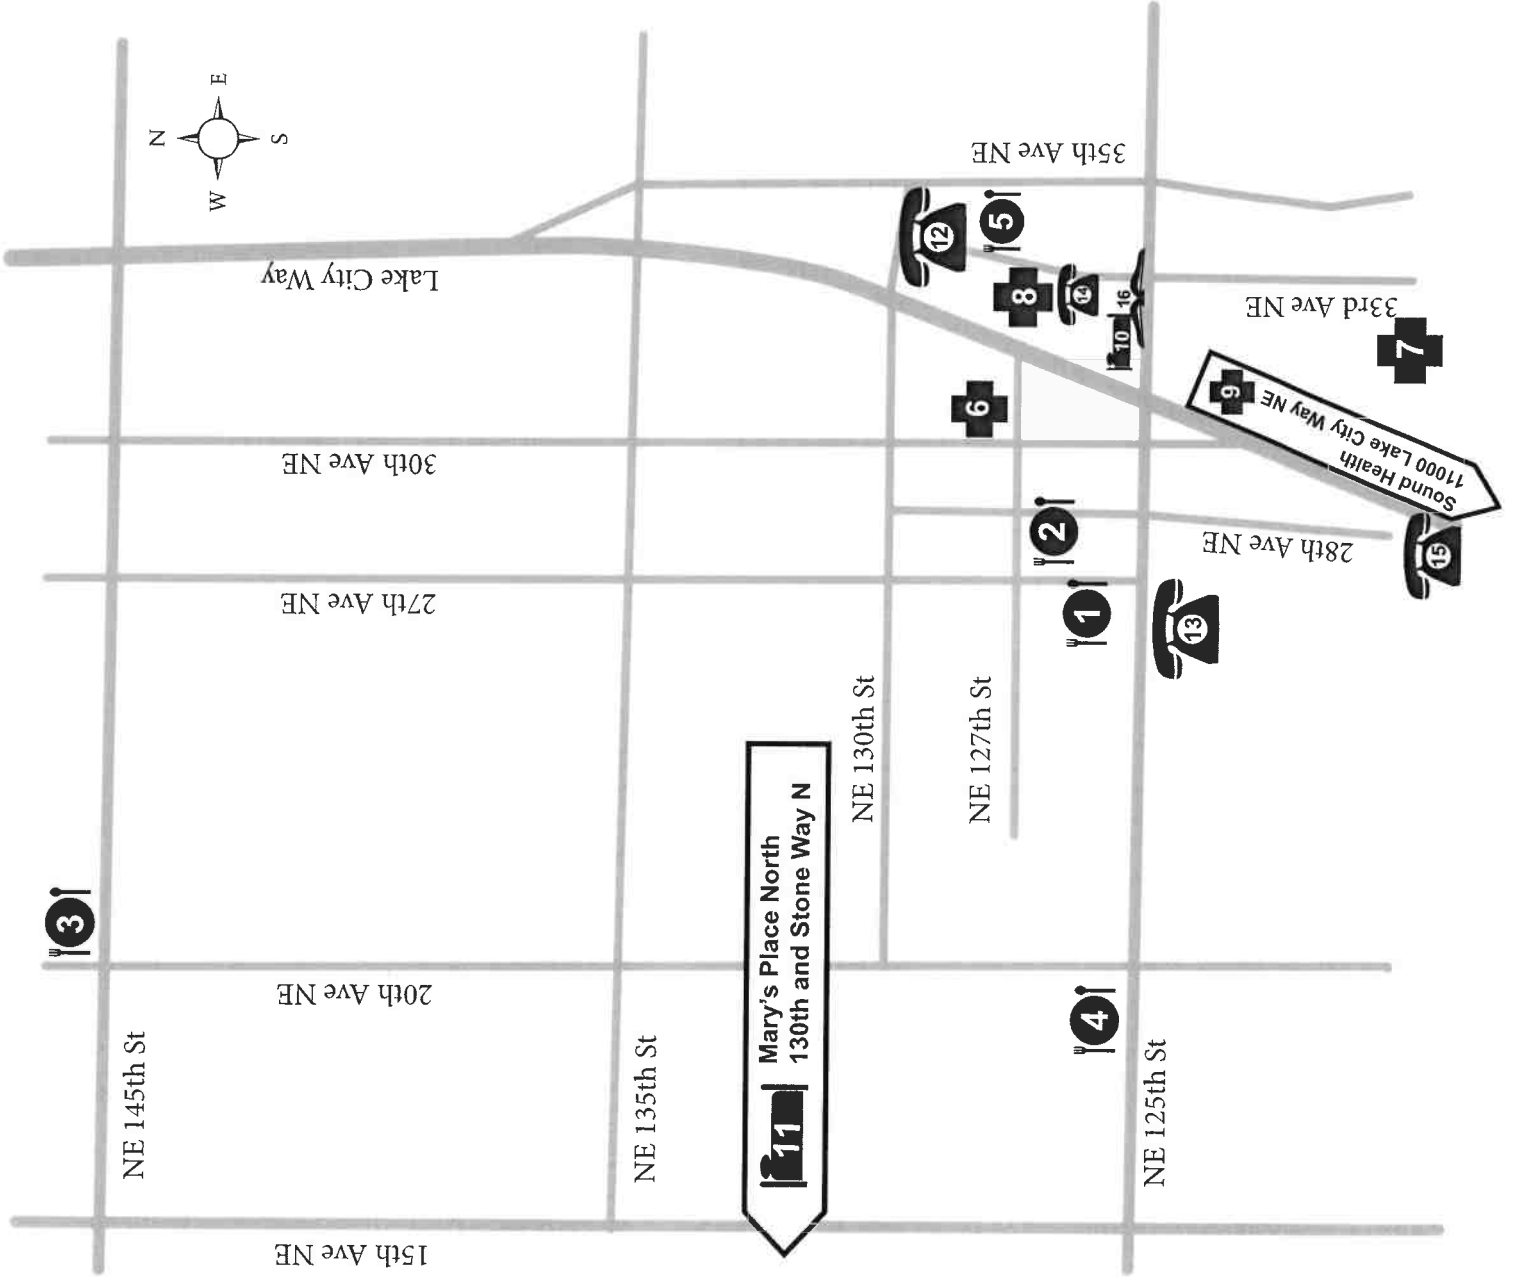 N
W
E
S
NE 145th St
NE 135th St
NE 130th St
NE 127th St
NE 125th St
15th Ave NE
20th Ave NE
27th Ave NE
28th Ave NE
30th Ave NE
Lake City Way
33rd Ave NE
35th Ave NE
11
Mary's Place North
130th and Stone Way N
9
Sound Health
11000 Lake City Way NE
3
4
1
2
13
6
8
14
12
5
10
16
7
15